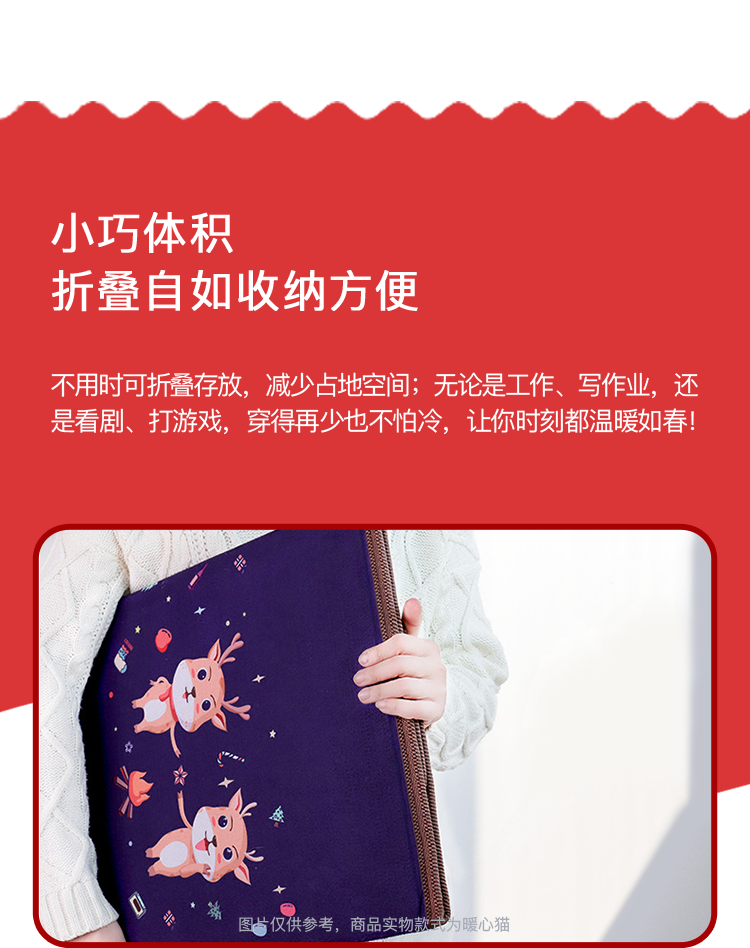 小巧体积
折叠自如收纳方便
不用时可折叠存放，减少占地空间；无论是工作、写作业，还
是看剧、打游戏，穿得再少也不怕冷，让你时刻都温暖如春！
图片仅供参考，商品实物款式为暖心猫